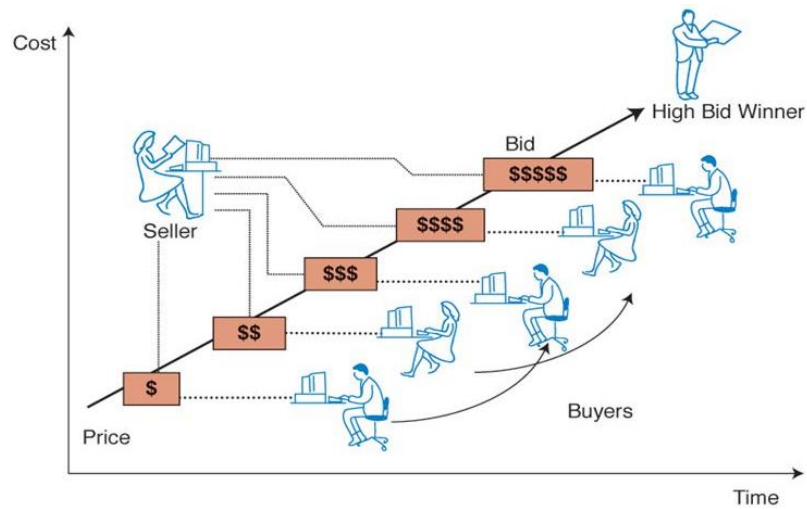 Cost
High Bid Winner
Bid
$$$$$
Seller
$$$$
$$$
$$
$
Buyers
Price
Time